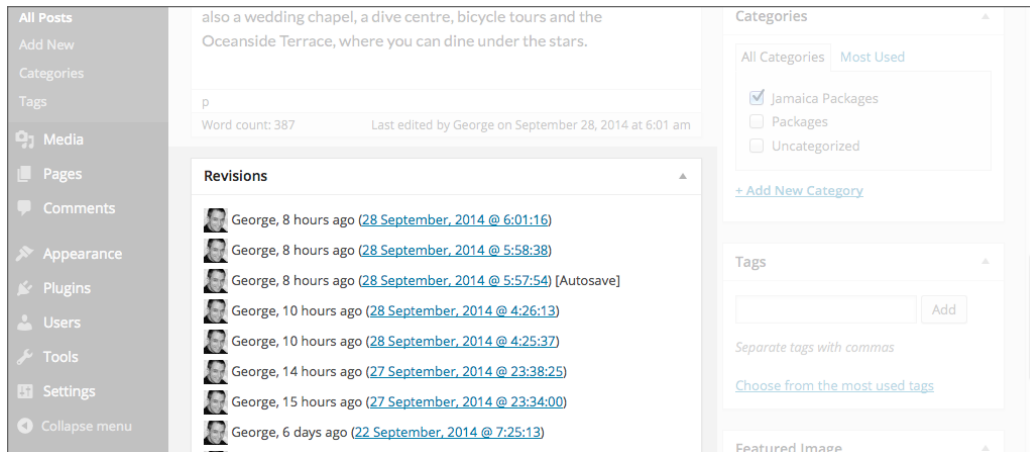 All Posts
Add New
Categories
Tags
Media
Pages
Comments
Appearance
Plugins
Users
Tools
Settings
Collapse menu
also a wedding chapel, a dive centre, bicycle tours and the
Oceanside Terrace, where you can dine under the stars.
p
Word count: 387 Last edited by George on September 28, 2014 at 6:01 am
Revisions
George, 8 hours ago (28 September, 2014 @ 6:01:16)
George, 8 hours ago (28 September, 2014 @ 5:58:38)
George, 8 hours ago (28 September, 2014 @ 5:57:54) [Autosave]
George, 10 hours ago (28 September, 2014 @ 4:26:13)
George, 10 hours ago (28 September, 2014 @ 4:25:37)
George, 14 hours ago (27 September, 2014 @ 23:38:25)
George, 15 hours ago (27 September, 2014 @ 23:34:00)
George, 6 days ago (22 September, 2014 @ 7:25:13)
Categories
All Categories Most Used
Jamaica Packages
Packages
Uncategorized
+ Add New Category
Tags
Add
Separate tags with commas
Choose from the most used tags
Featured Image